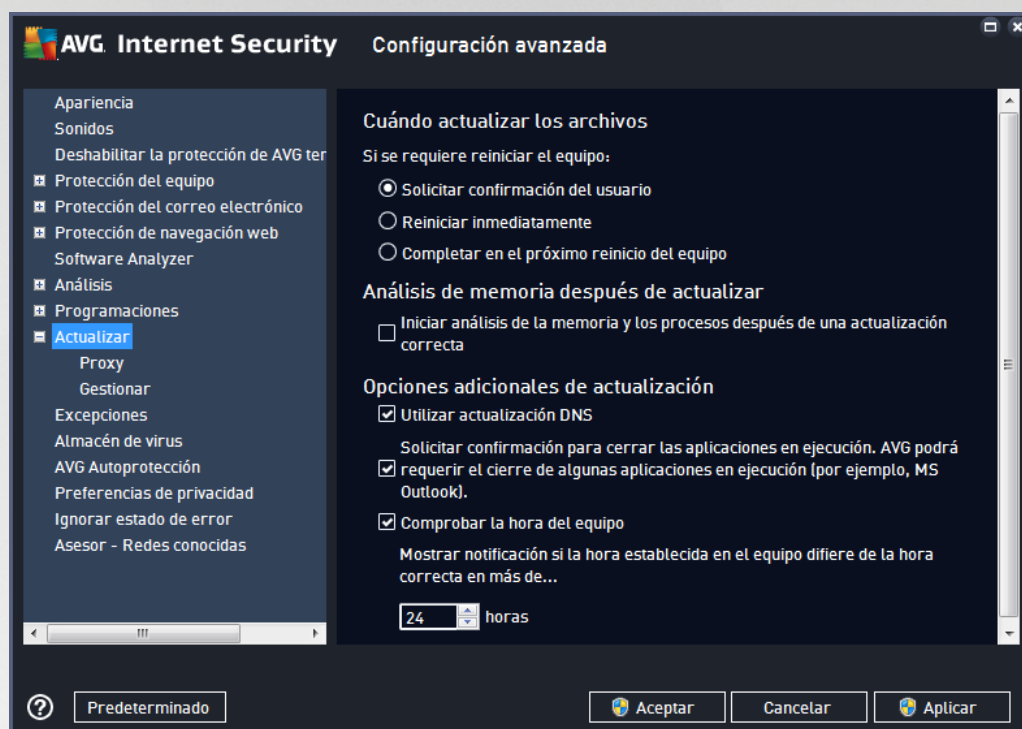 AVG. Internet Security
Configuración avanzada
Apariencia
Sonidos
Deshabilitar la protección de AVG ter
Protección del equipo
Protección del correo electrónico
Protección de navegación web
Software Analyzer
Análisis
Programaciones
Actualizar
Proxy
Gestionar
Excepciones
Almacén de virus
AVG Autoprotección
Preferencias de privacidad
Ignorar estado de error
Asesor - Redes conocidas
Cuándo actualizar los archivos
Si se requiere reiniciar el equipo:
Solicitar confirmación del usuario
Reiniciar inmediatamente
Completar en el próximo reinicio del equipo
Análisis de memoria después de actualizar
Iniciar análisis de la memoria y los procesos después de una actualización
correcta
Opciones adicionales de actualización
Utilizar actualización DNS
Solicitar confirmación para cerrar las aplicaciones en ejecución. AVG podrá
requerir el cierre de algunas aplicaciones en ejecución (por ejemplo, MS
Outlook).
Comprobar la hora del equipo
Mostrar notificación si la hora establecida en el equipo difiere de la hora
correcta en más de...
24 horas
Predeterminado
Aceptar
Cancelar
Aplicar